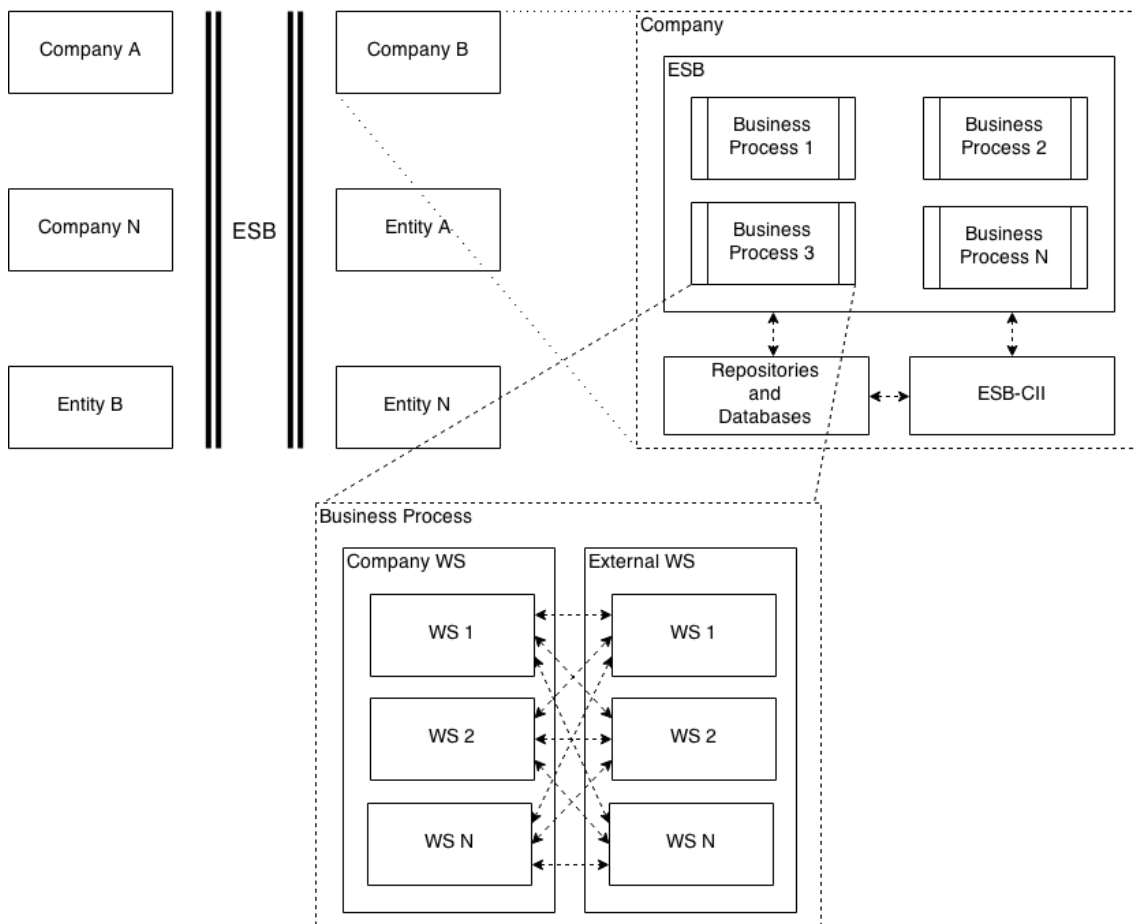 Company A
Company N
Entity B
ESB
Company B
Entity A
Entity N
Company
ESB
Business
Process 1
Business
Process 2
Business
Process 3
Business
Process N
Repositories
and
Databases
ESB-CII
Business Process
Company WS
WS 1
WS 2
WS N
External WS
WS 1
WS 2
WS N